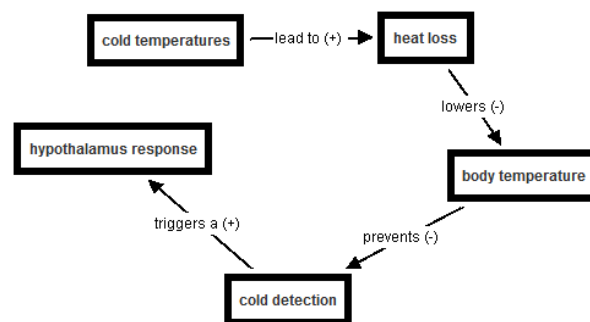 cold temperatures
lead to (+)
heat loss
lowers (-)
hypothalamus response
body temperature
triggers a (+)
prevents (-)
cold detection